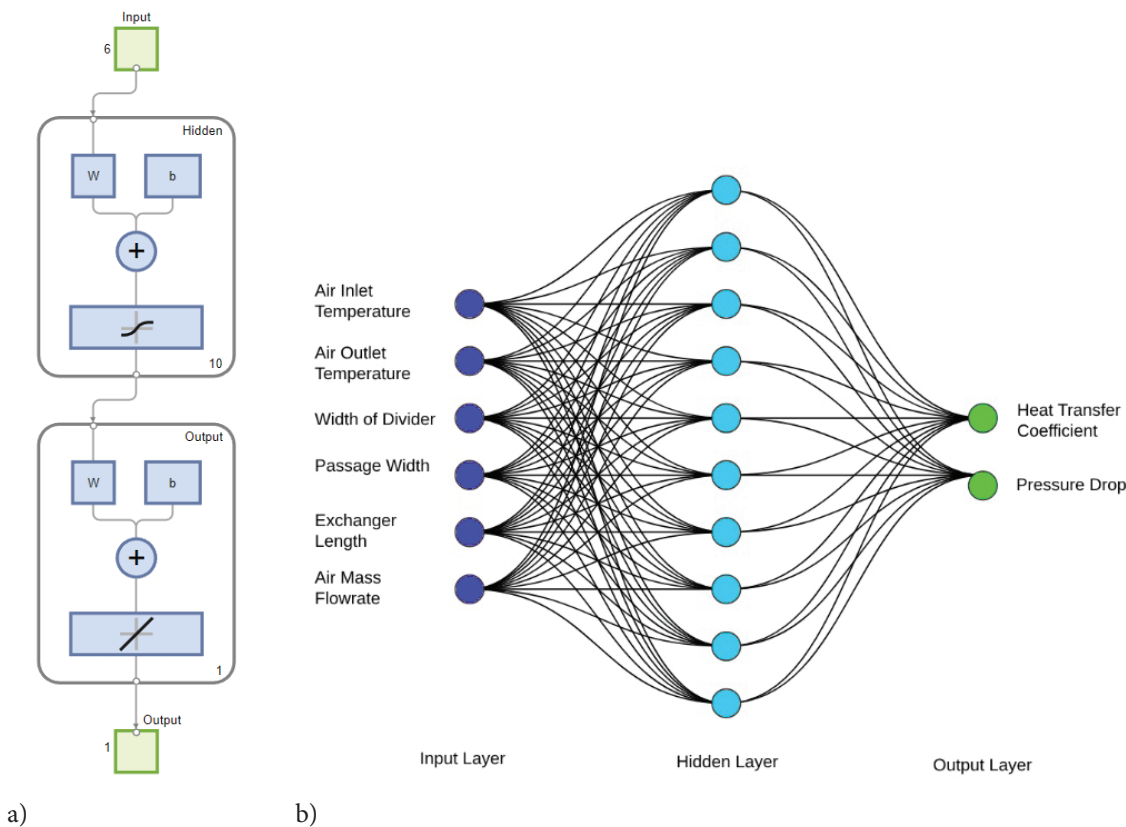 Input
6
Hidden
W
b
+
10
Output
W
b
+
1
Output
1
a)
Air Inlet
Temperature
Air Outlet
Temperature
Width of Divider
Passage Width
Exchanger
Length
Air Mass
Flowrate
Heat Transfer
Coefficient
Pressure Drop
Input Layer
Hidden Layer
Output Layer
b)